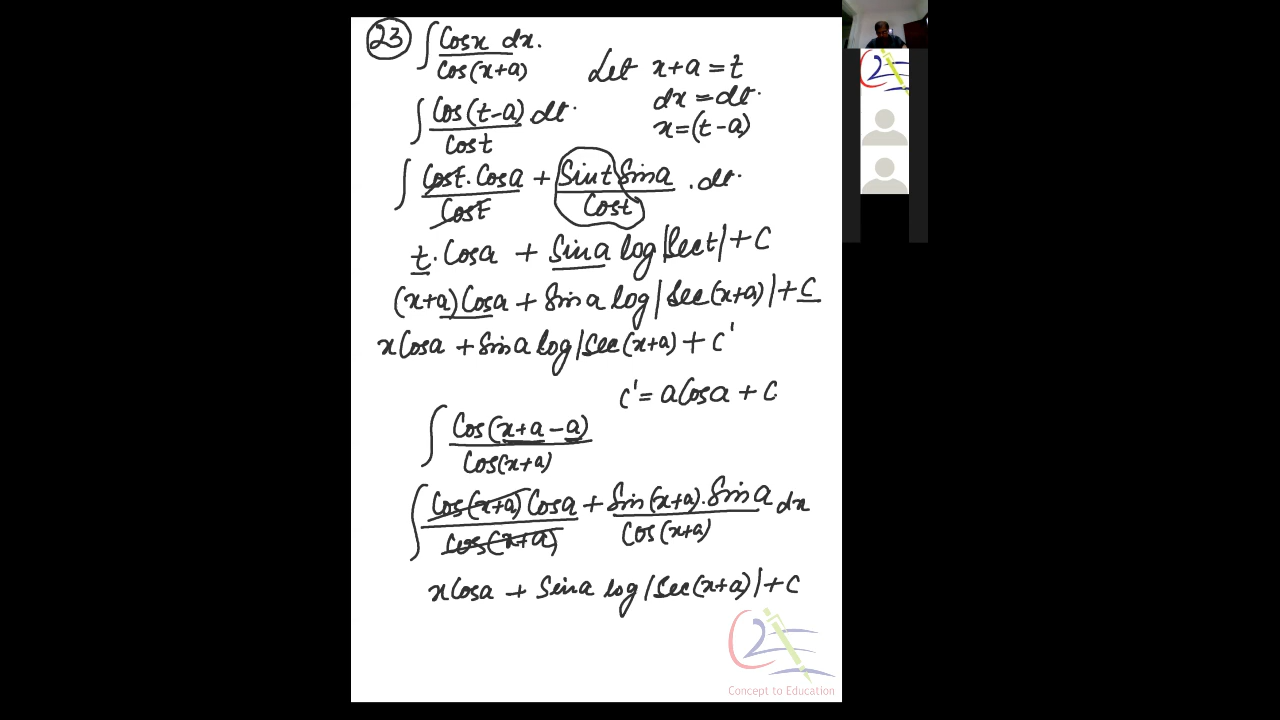 23 ∫ Cosx dx. / cos(x+a)
Let x+a = t
dx = dt.
x = (t-a)
∫ Cos(t-a) / Cost dt.
∫ Cost. Cosa / Cost + Sint Sina / Cost . dt.
t. Cosa + Sina log|Sect| + C
(x+a) Cosa + Sina log|Sec(x+a)| + C
xCosa + Sina log|Sec(x+a) + C'
C' = aCosa + C
∫ Cos(x+a-a) / Cos(x+a)
∫ Cos(x+a) Cosa / Cos(x+a) + Sin(x+a). Sina / Cos(x+a) dx
xCosa + Sina log|Sec(x+a)| + C
Concept to Education